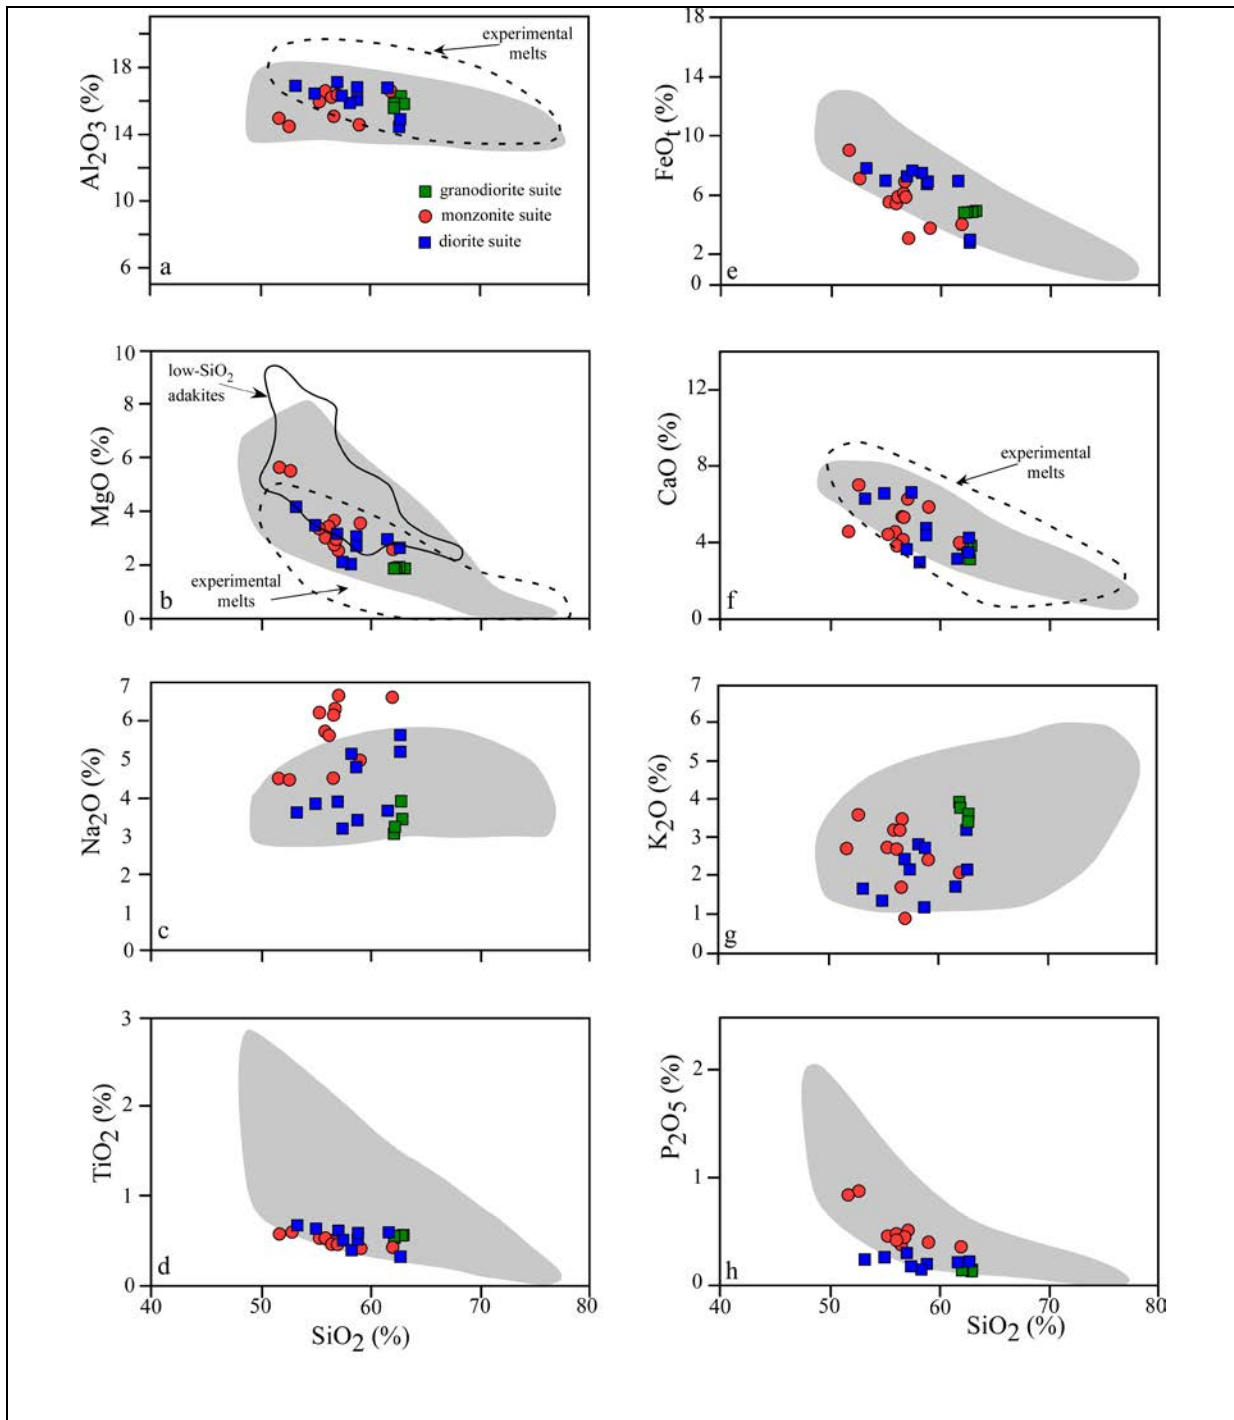 experimental
melts
18
14
10
6
Al2O3 (%)
granodiorite suite
monzonite suite
diorite suite
a
18
14
10
6
2
0
FeOt (%)
e
10
8
6
4
2
0
MgO (%)
low-SiO2
adakites
experimental
melts
b
12
8
4
0
CaO (%)
experimental
melts
f
7
6
5
4
3
2
1
0
Na2O (%)
c
7
6
5
4
3
2
1
0
K2O (%)
g
3
2
1
0
TiO2 (%)
d
40 50 60 70 80
SiO2 (%)
2
1
0
P2O5 (%)
h
40 50 60 70 80
SiO2 (%)